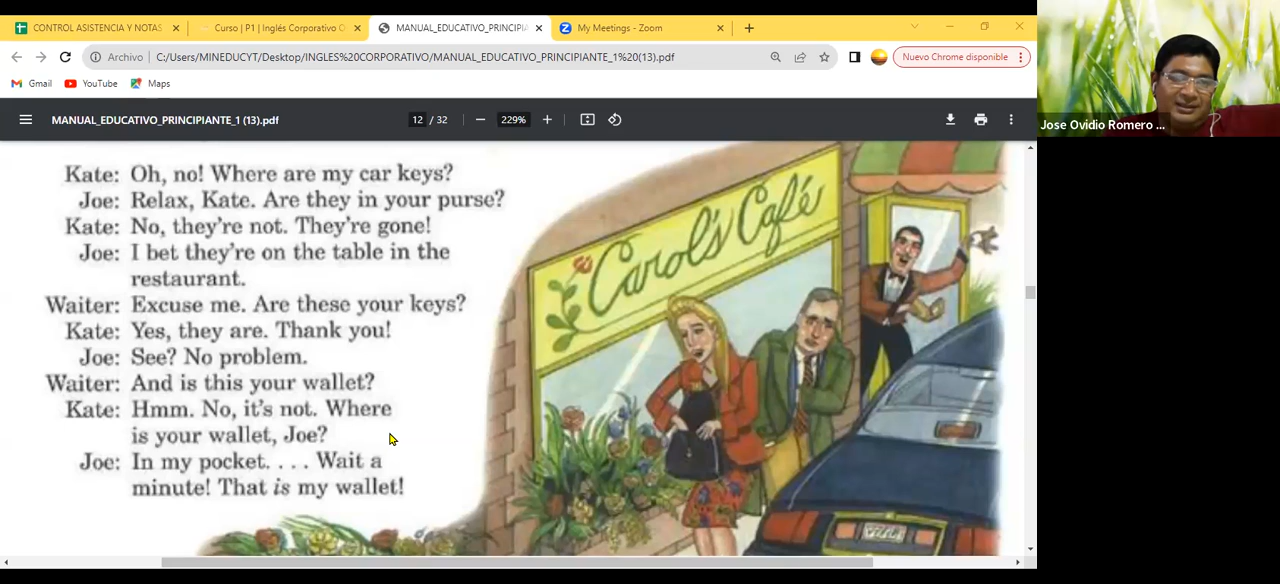 CONTROL ASISTENCIA Y NOTAS
Curso | P1 | Inglés Corporativo
MANUAL_EDUCATIVO_PRINCIPIANTE_
My Meetings - Zoom
Archivo C:/Users/MINEDUCYT/Desktop/INGLES%20CORPORATIVO/MANUAL_EDUCATIVO_PRINCIPIANTE_1%20(13).pdf
Nuevo Chrome disponible
Gmail YouTube Maps
MANUAL_EDUCATIVO_PRINCIPIANTE_1 (13).pdf 12 / 32 229%
Jose Ovidio Romero ...
Kate: Oh, no! Where are my car keys?
Joe: Relax, Kate. Are they in your purse?
Kate: No, they're not. They're gone!
Joe: I bet they're on the table in the
restaurant.
Waiter: Excuse me. Are these your keys?
Kate: Yes, they are. Thank you!
Joe: See? No problem.
Waiter: And is this your wallet?
Kate: Hmm. No, it's not. Where
is your wallet, Joe?
Joe: In my pocket. . . . Wait a
minute! That is my wallet!
Carol's Café